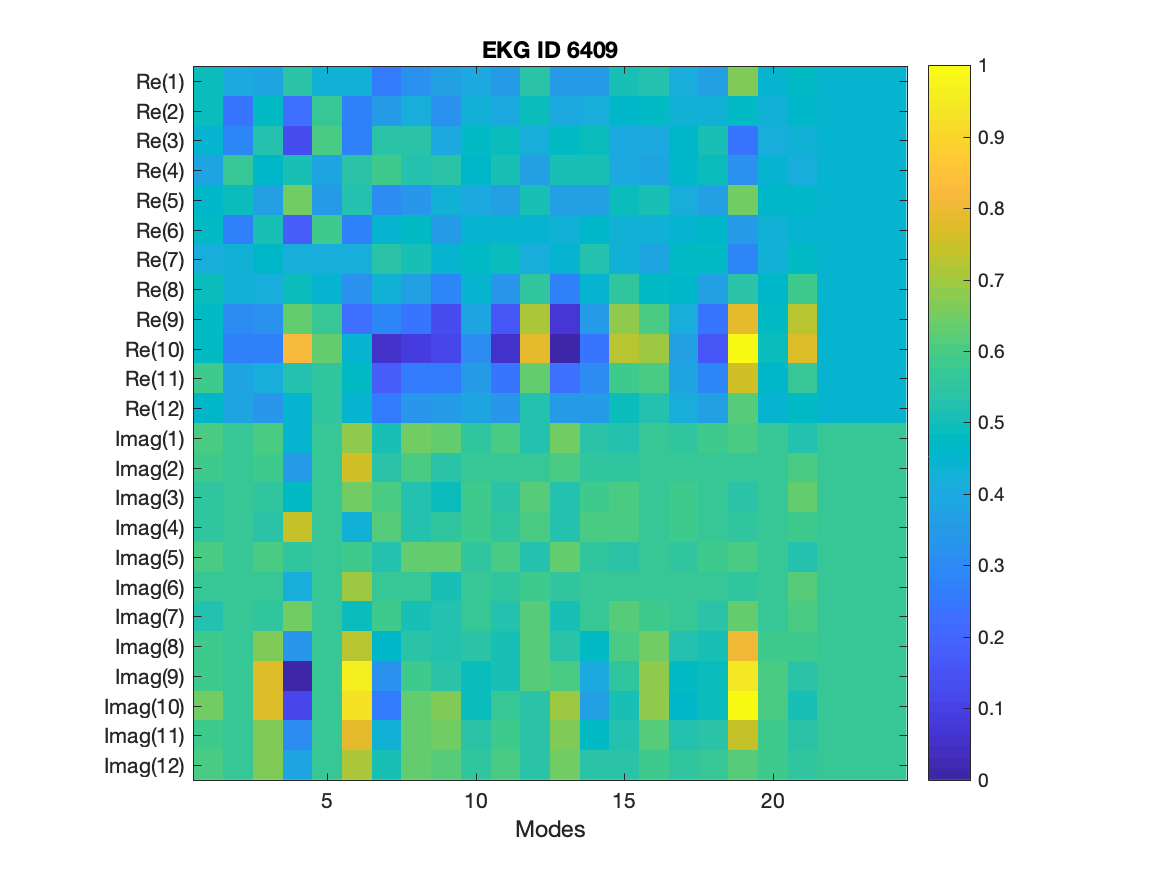 EKG ID 6409
Re(1)
Re(2)
Re(3)
Re(4)
Re(5)
Re(6)
Re(7)
Re(8)
Re(9)
Re(10)
Re(11)
Re(12)
Imag(1)
Imag(2)
Imag(3)
Imag(4)
Imag(5)
Imag(6)
Imag(7)
Imag(8)
Imag(9)
Imag(10)
Imag(11)
Imag(12)
5 10 15 20
Modes
1
0.9
0.8
0.7
0.6
0.5
0.4
0.3
0.2
0.1
0